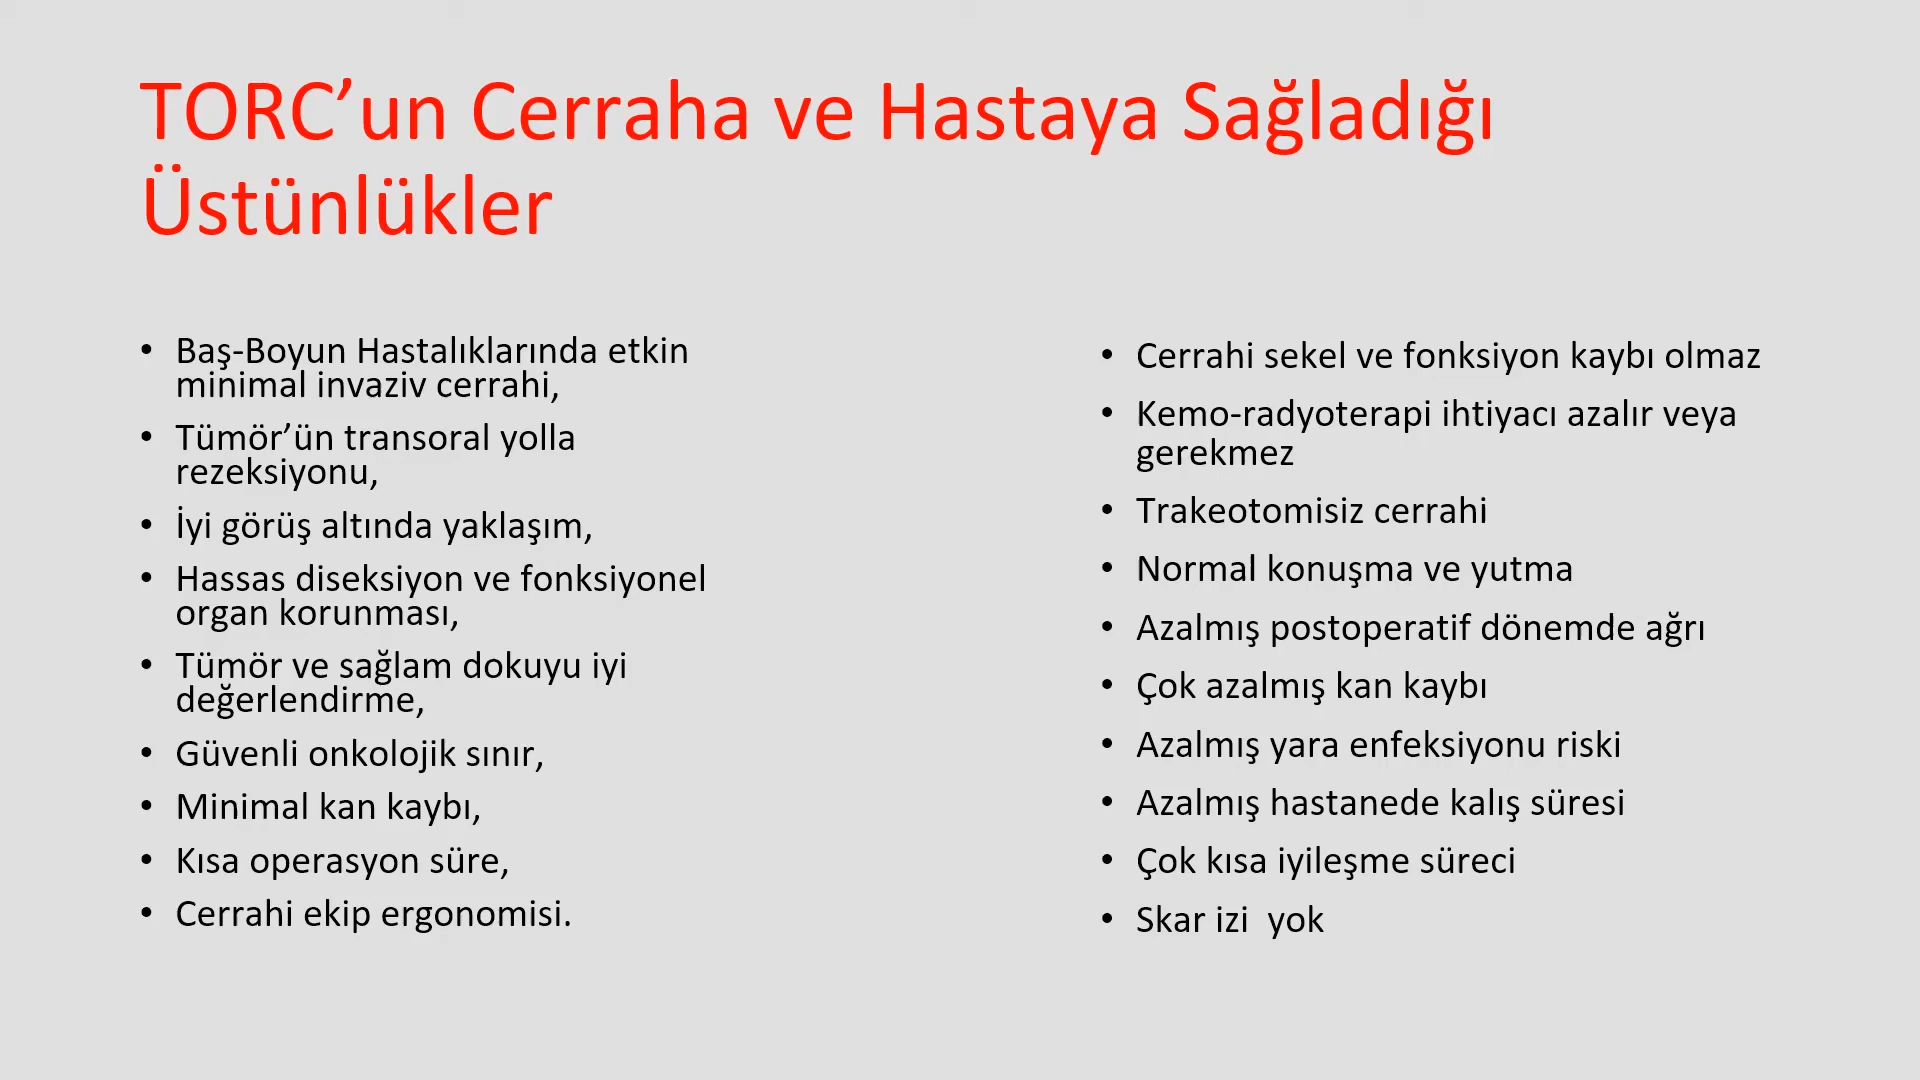 TORC’un Cerraha ve Hastaya Sağladığı
Üstünlükler
• Baş-Boyun Hastalıklarında etkin
minimal invaziv cerrahi,
• Tümör’ün transoral yolla
rezeksiyonu,
• İyi görüş altında yaklaşım,
• Hassas diseksiyon ve fonksiyonel
organ korunması,
• Tümör ve sağlam dokuyu iyi
değerlendirme,
• Güvenli onkolojik sınır,
• Minimal kan kaybı,
• Kısa operasyon süre,
• Cerrahi ekip ergonomisi.
• Cerrahi sekel ve fonksiyon kaybı olmaz
• Kemo-radyoterapi ihtiyacı azalır veya
gerekmez
• Trakeotomisiz cerrahi
• Normal konuşma ve yutma
• Azalmış postoperatif dönemde ağrı
• Çok azalmış kan kaybı
• Azalmış yara enfeksiyonu riski
• Azalmış hastanede kalış süresi
• Çok kısa iyileşme süreci
• Skar izi  yok